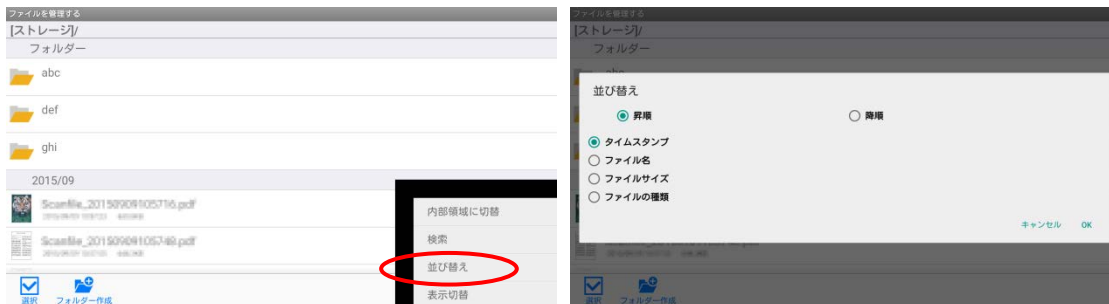 ファイルを管理する
[ストレージ]/
フォルダー
abc
def
ghi
2015/09
Scanfile_20150909105716.pdf
Scanfile_20150909105749.pdf
内部領域に切替
検索
並び替え
表示切替
選択
フォルダー作成
ファイルを管理する
[ストレージ]/
フォルダー
abc
並び替え
昇順
降順
タイムスタンプ
ファイル名
ファイルサイズ
ファイルの種類
キャンセル
OK
選択
フォルダー作成